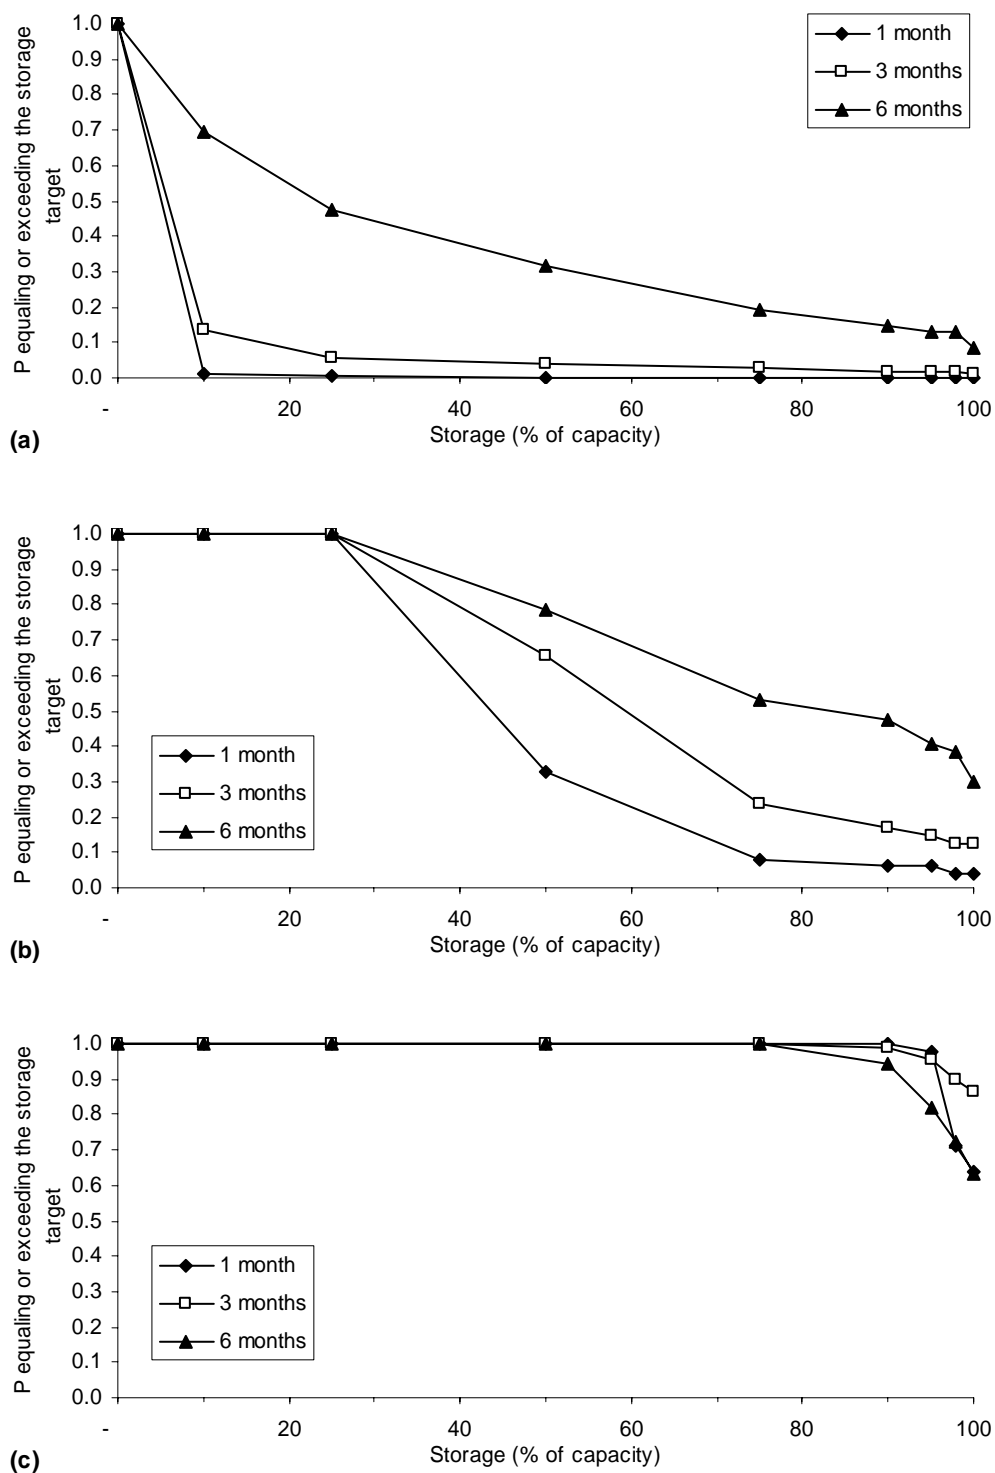 1.0
0.9
0.8
0.7
0.6
0.5
0.4
0.3
0.2
0.1
0.0
P equaling or exceeding the storage
target
1 month
3 months
6 months
- 20 40 60 80 100
Storage (% of capacity)
(a)
1.0
0.9
0.8
0.7
0.6
0.5
0.4
0.3
0.2
0.1
0.0
P equaling or exceeding the storage
target
1 month
3 months
6 months
- 20 40 60 80 100
Storage (% of capacity)
(b)
1.0
0.9
0.8
0.7
0.6
0.5
0.4
0.3
0.2
0.1
0.0
P equaling or exceeding the storage
target
1 month
3 months
6 months
- 20 40 60 80 100
Storage (% of capacity)
(c)